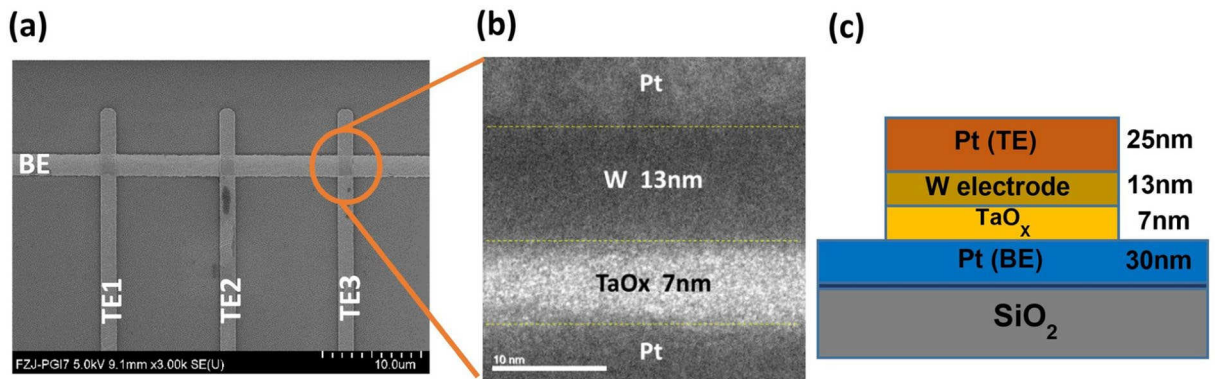 (a)
BE
TE1
TE2
TE3
FZJ-PGI7 5.0kV 9.1mm x3.00k SE(U)
10.0um
(b)
Pt
W 13nm
TaOx 7nm
Pt
10 nm
(c)
Pt (TE) 25nm
W electrode 13nm
TaOx 7nm
Pt (BE) 30nm
SiO2